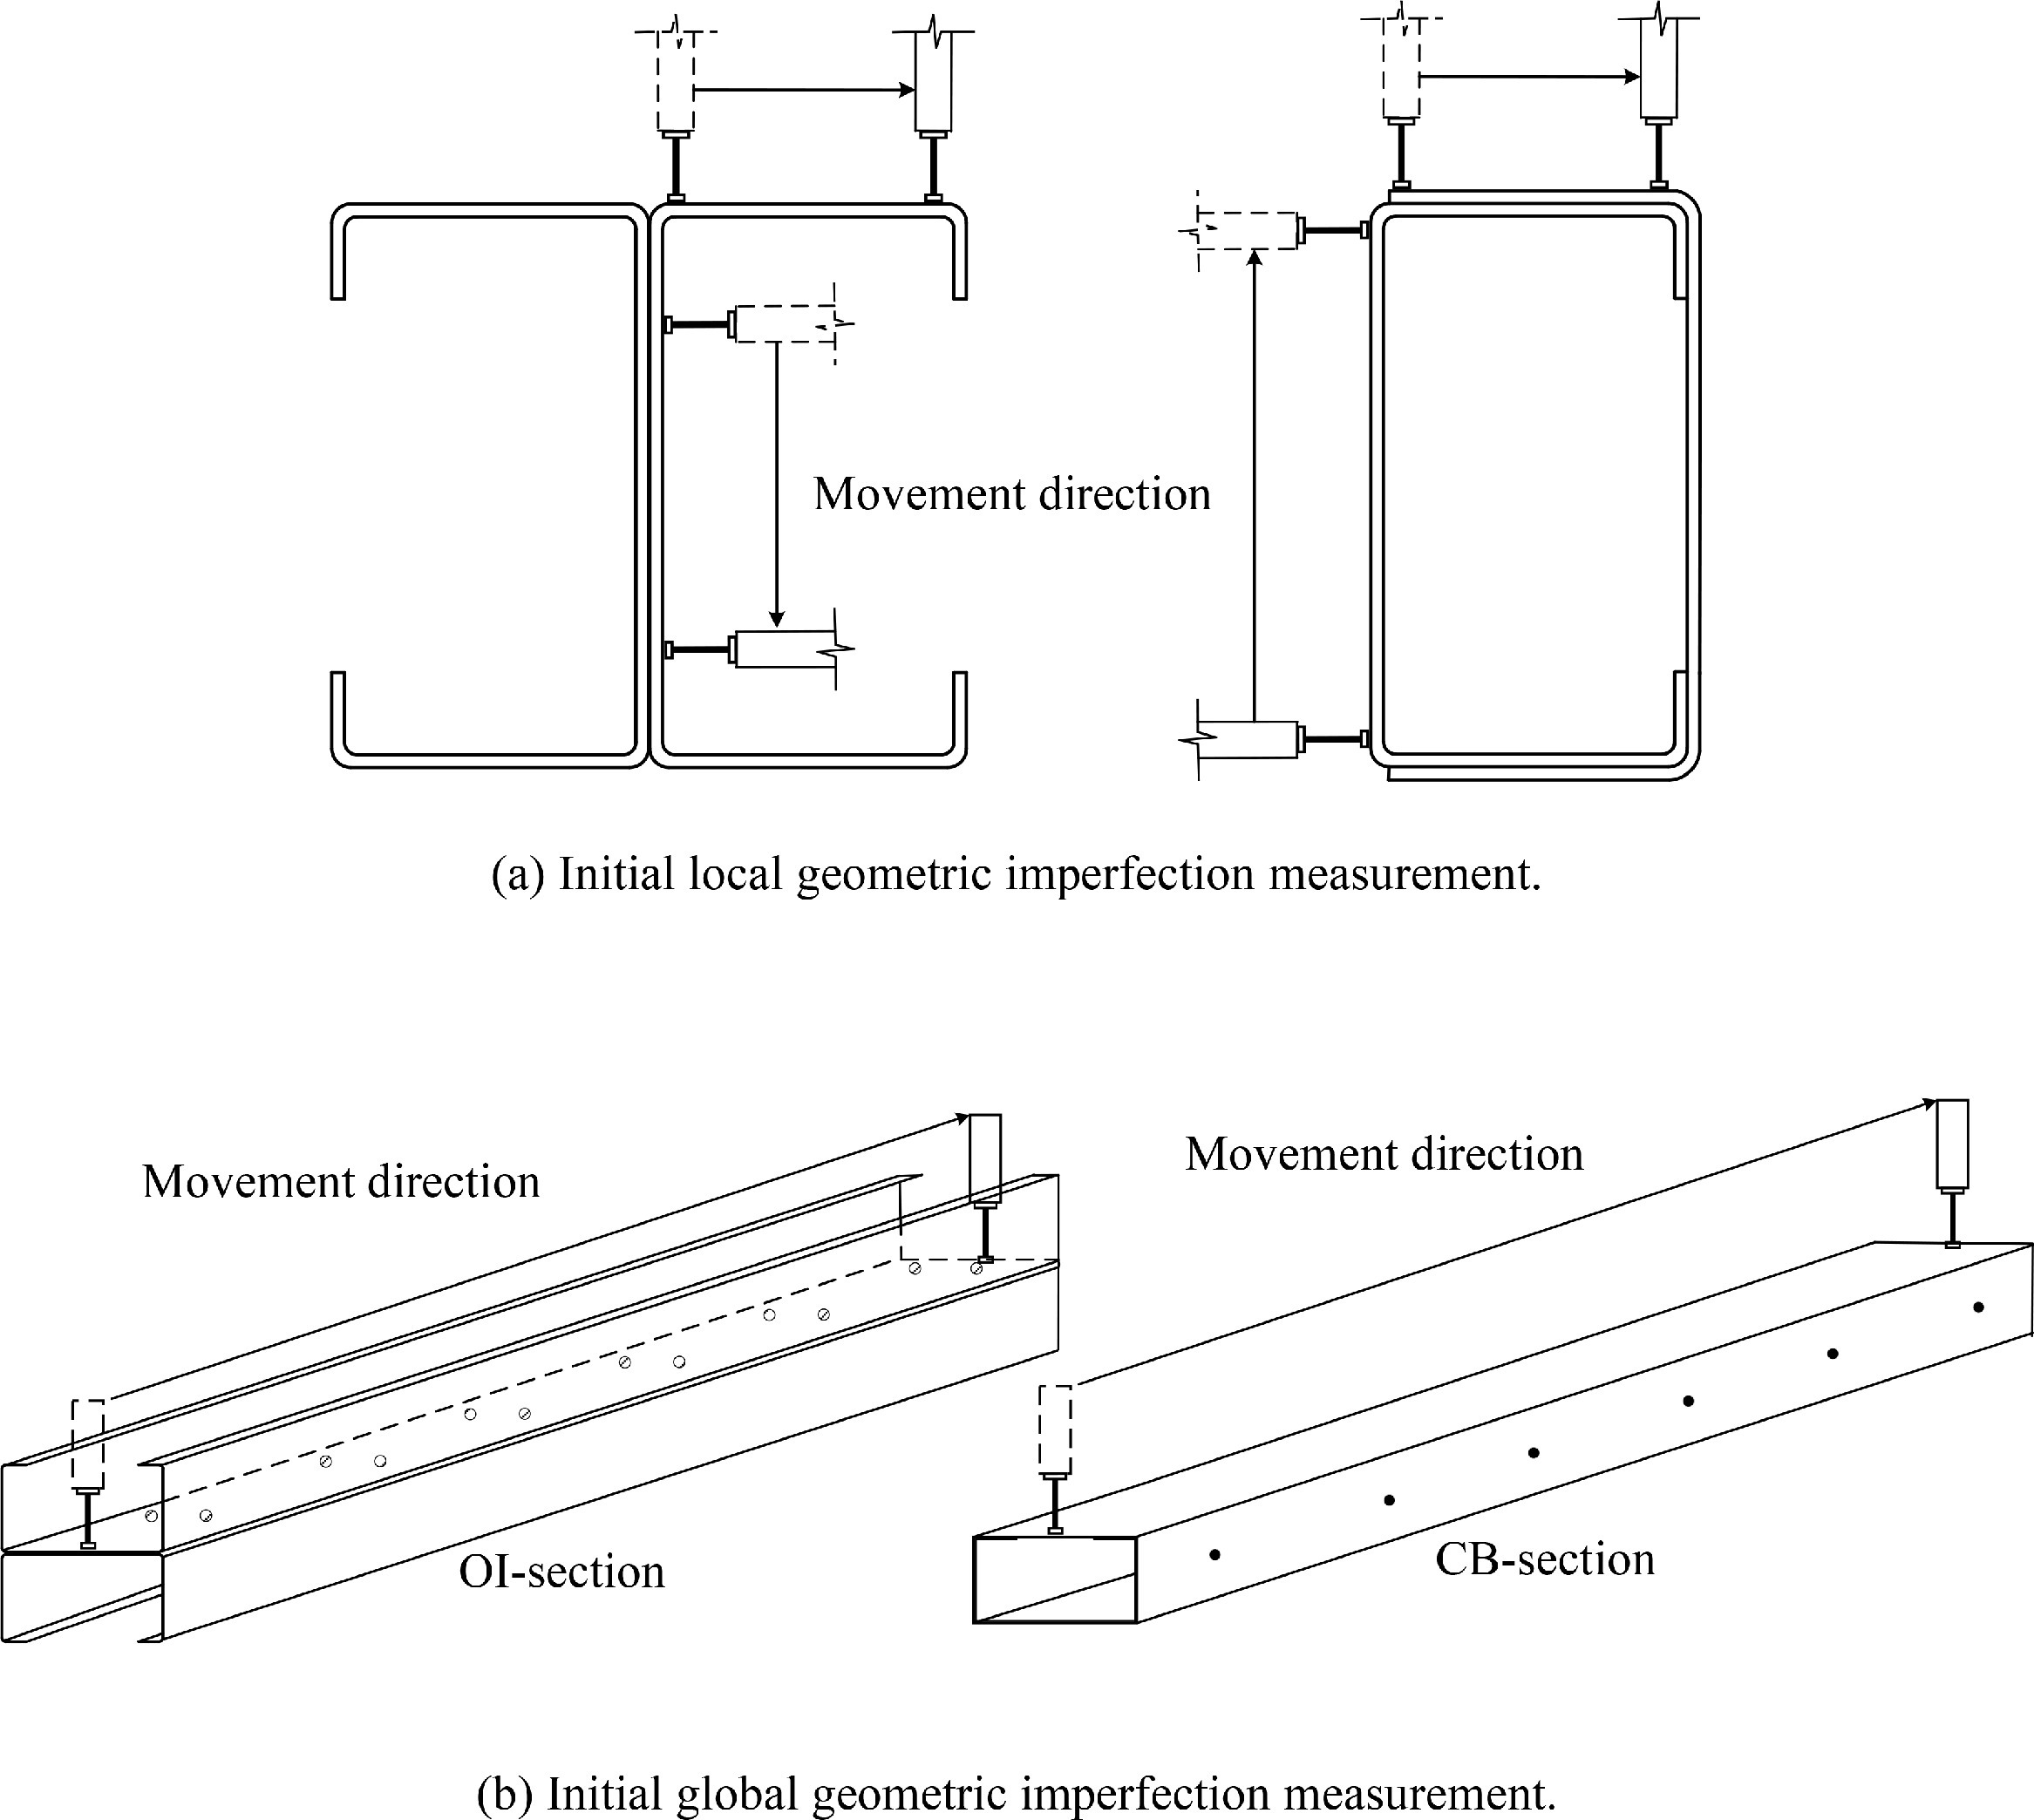 Movement direction
(a) Initial local geometric imperfection measurement.
Movement direction
Movement direction
OI-section
CB-section
(b) Initial global geometric imperfection measurement.